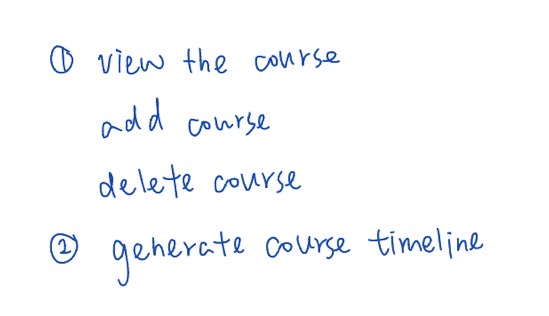 ① view the course
add course
delete course
② generate course timeline